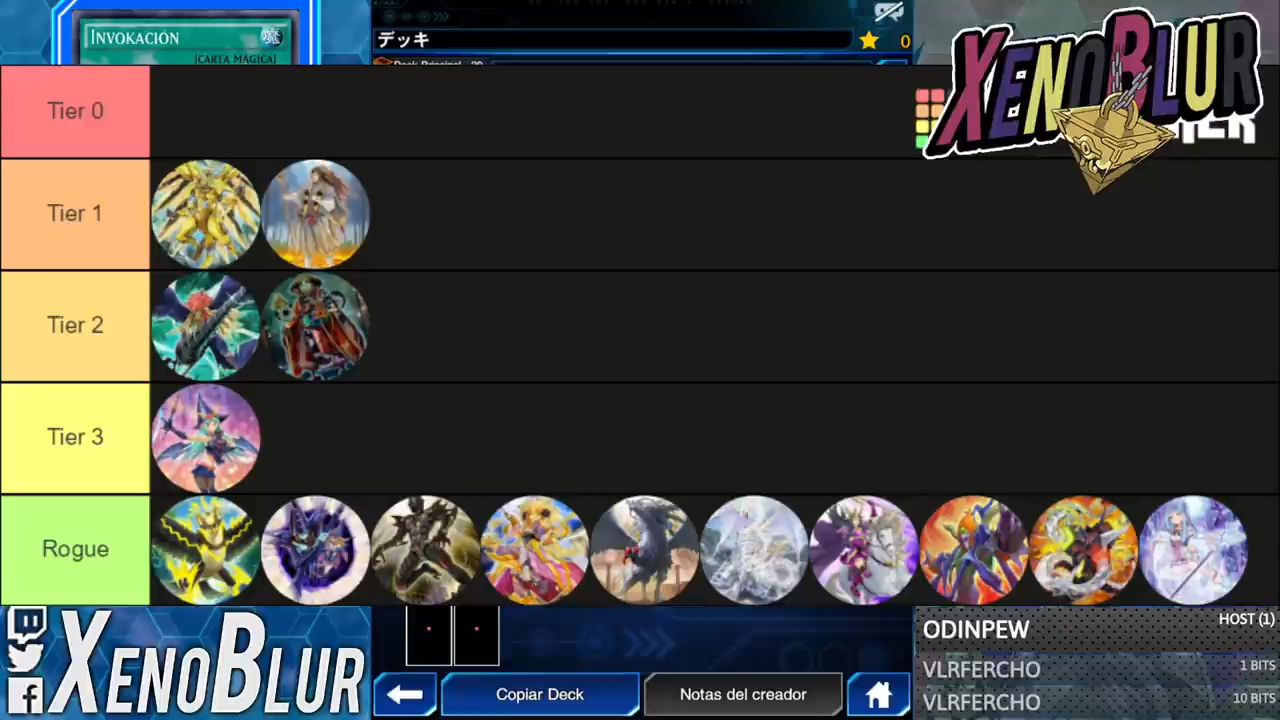 INVOKACIÓN
[CARTA MÁGICA]
デッキ
0
XENOBLUR
Tier 0
Tier 1
Tier 2
Tier 3
Rogue
XENOBLUR
Copiar Deck
Notas del creador
ODINPEW
HOST (1)
VLRFERCHO
1 BITS
VLRFERCHO
10 BITS